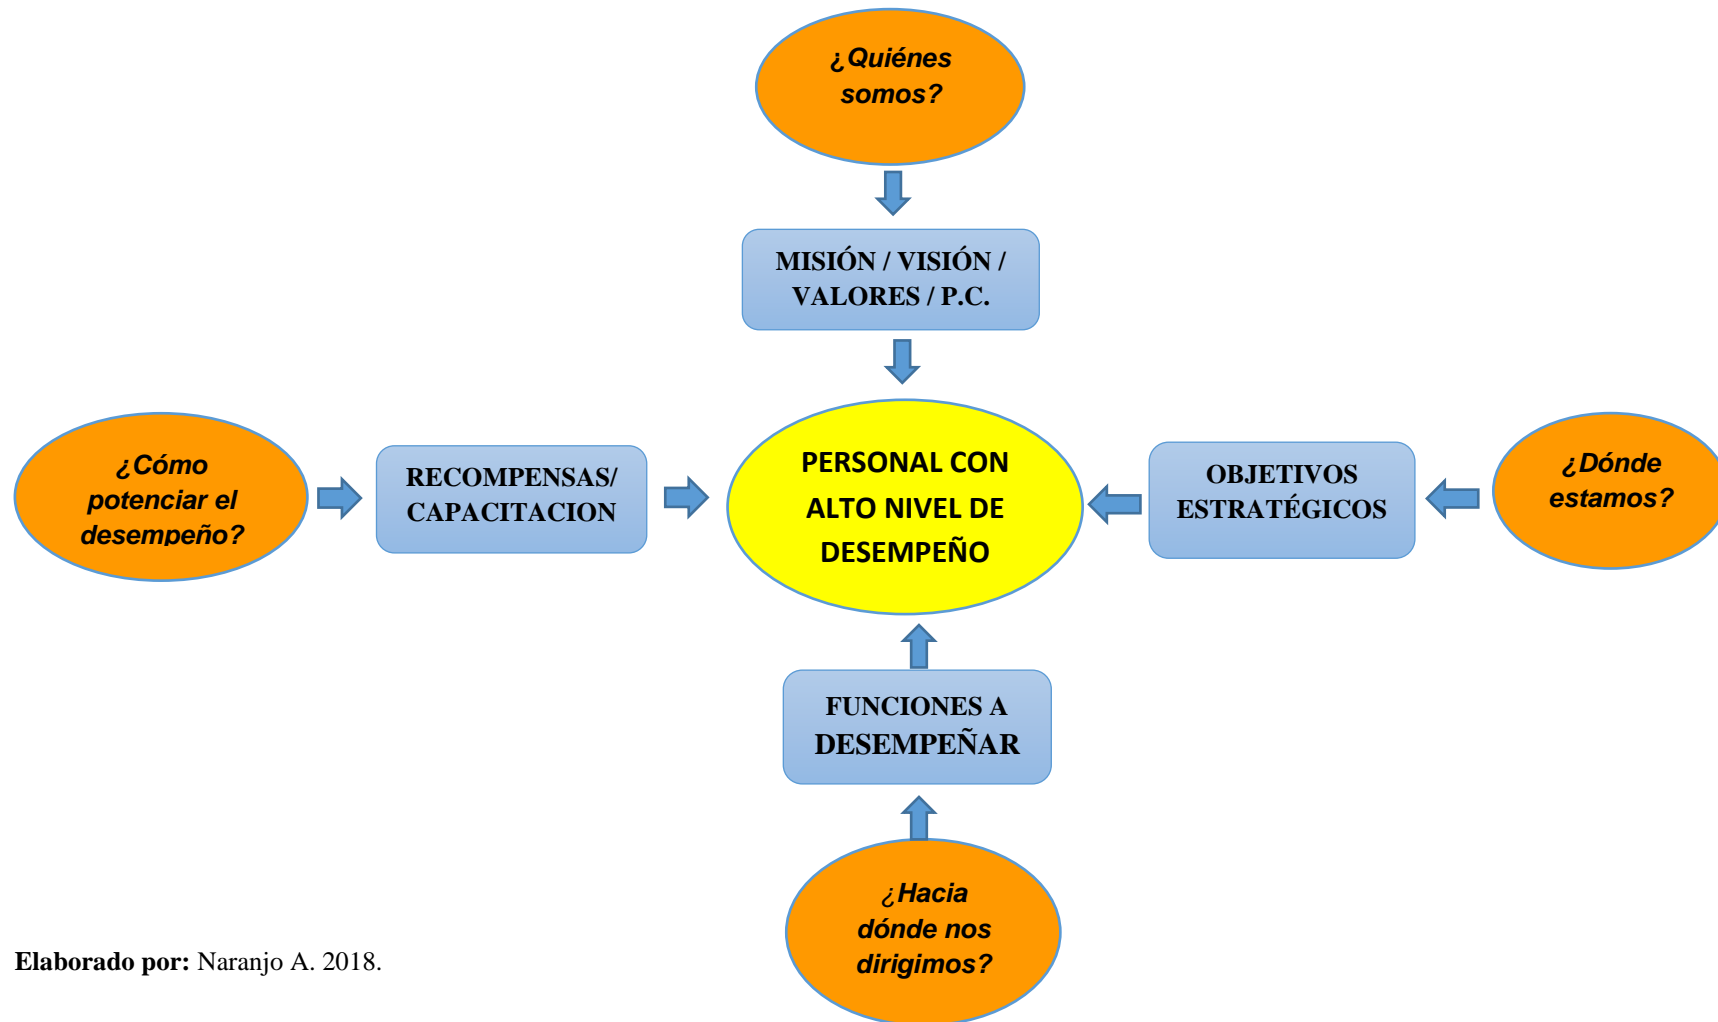 ¿Quiénes
somos?
MISIÓN / VISIÓN /
VALORES / P.C.
¿Cómo
potenciar el
desempeño?
RECOMPENSAS/
CAPACITACION
PERSONAL CON
ALTO NIVEL DE
DESEMPEÑO
OBJETIVOS
ESTRATÉGICOS
¿Dónde
estamos?
FUNCIONES A
DESEMPEÑAR
¿Hacia
dónde nos
dirigimos?
Elaborado por: Naranjo A. 2018.